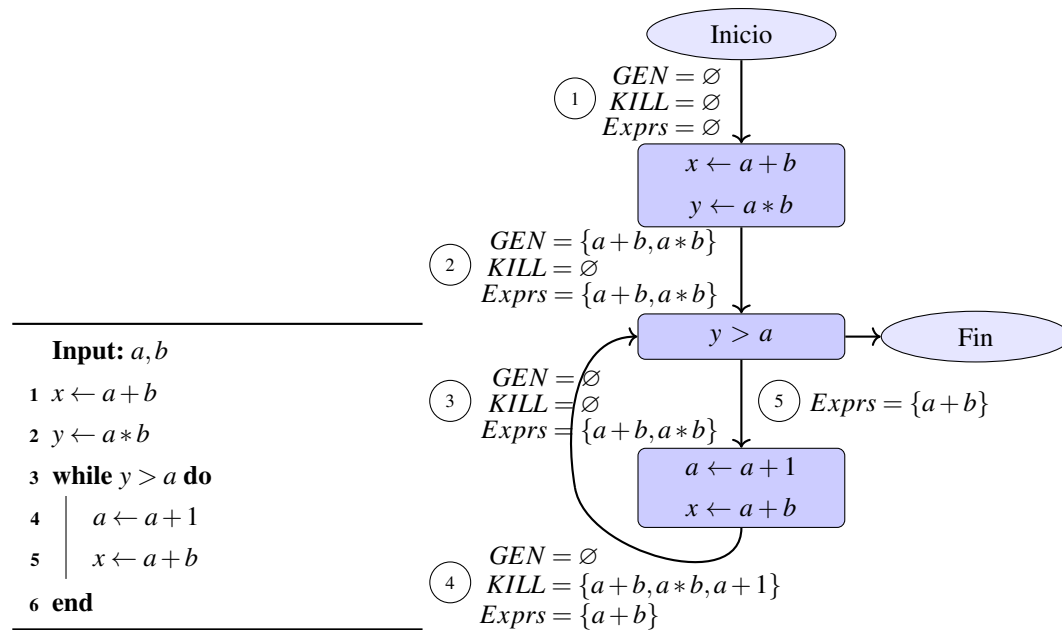 Inicio
1
GEN = ∅
KILL = ∅
Exprs = ∅
x ← a + b
y ← a ∗ b
2
GEN = {a + b, a ∗ b}
KILL = ∅
Exprs = {a + b, a ∗ b}
y > a
Fin
3
GEN = ∅
KILL = ∅
Exprs = {a + b, a ∗ b}
5
Exprs = {a + b}
a ← a + 1
x ← a + b
4
GEN = ∅
KILL = {a + b, a ∗ b, a + 1}
Exprs = {a + b}
Input: a, b
1 x ← a + b
2 y ← a ∗ b
3 while y > a do
4 a ← a + 1
5 x ← a + b
6 end